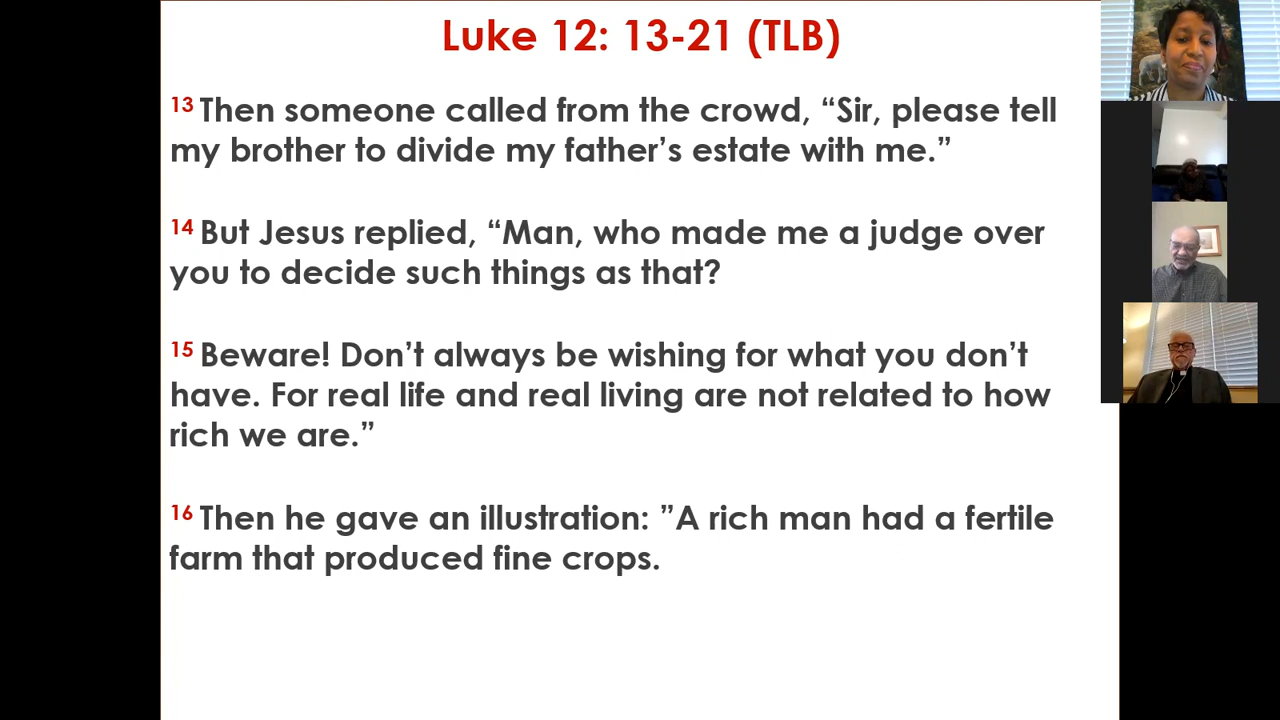 Luke 12: 13-21 (TLB)
13 Then someone called from the crowd, “Sir, please tell
my brother to divide my father’s estate with me.”
14 But Jesus replied, “Man, who made me a judge over
you to decide such things as that?
15 Beware! Don’t always be wishing for what you don’t
have. For real life and real living are not related to how
rich we are.”
16 Then he gave an illustration: ”A rich man had a fertile
farm that produced fine crops.